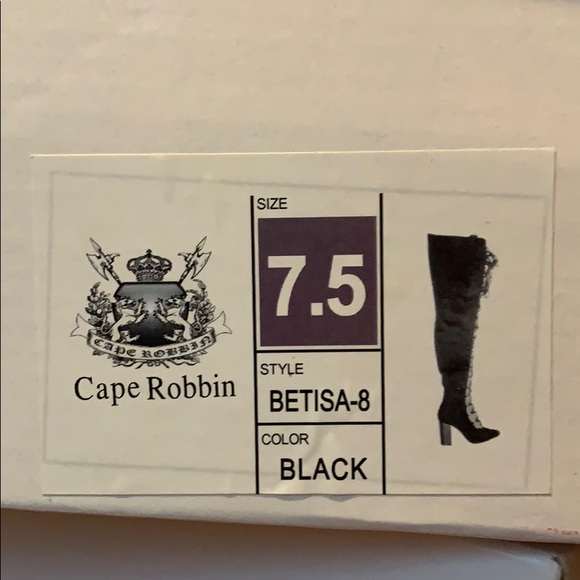 CAPE ROBBIN
Cape Robbin
SIZE
7.5
STYLE
BETISA-8
COLOR
BLACK